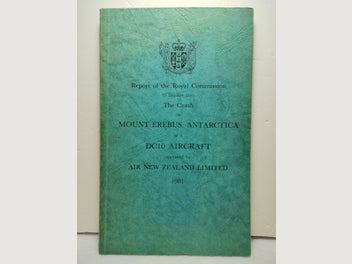 Report of the Royal Commission
to inquire into
The Crash
on
MOUNT EREBUS, ANTARCTICA
of a
DC10 AIRCRAFT
operated by
AIR NEW ZEALAND LIMITED
1981